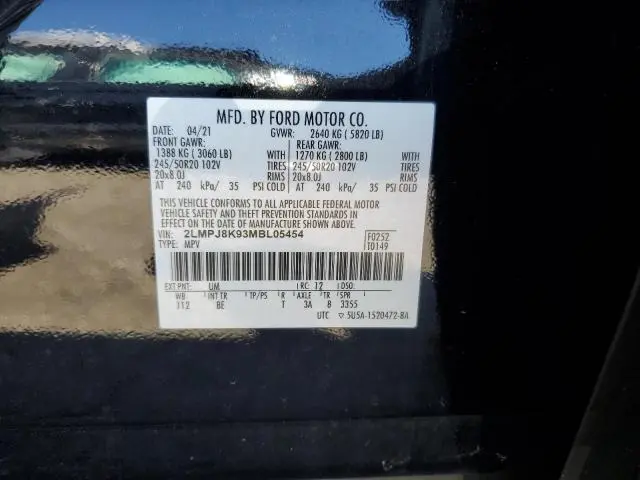 MFD. BY FORD MOTOR CO.
DATE: 04/21 GVWR: 2640 KG ( 5820 LB)
FRONT GAWR: REAR GAWR:
1388 KG ( 3060 LB) WITH 1270 KG ( 2800 LB) WITH
245/50R20 102V TIRES 245/50R20 102V TIRES
20x8.0J RIMS 20x8.0J RIMS
AT 240 kPa/ 35 PSI COLD AT 240 kPa/ 35 PSI COLD
THIS VEHICLE CONFORMS TO ALL APPLICABLE FEDERAL MOTOR
VEHICLE SAFETY AND THEFT PREVENTION STANDARDS IN
EFFECT ON THE DATE OF MANUFACTURE SHOWN ABOVE.
VIN: 2LMPJ8K93MBL05454 F0252
TYPE: MPV T0149
EXT PNT: UM RC: 12 DSO:
WB INT TR TP/PS R AXLE TR SPR
112 BE T 3A 8 3355
UTC ▽ 5U5A-1520472-BA